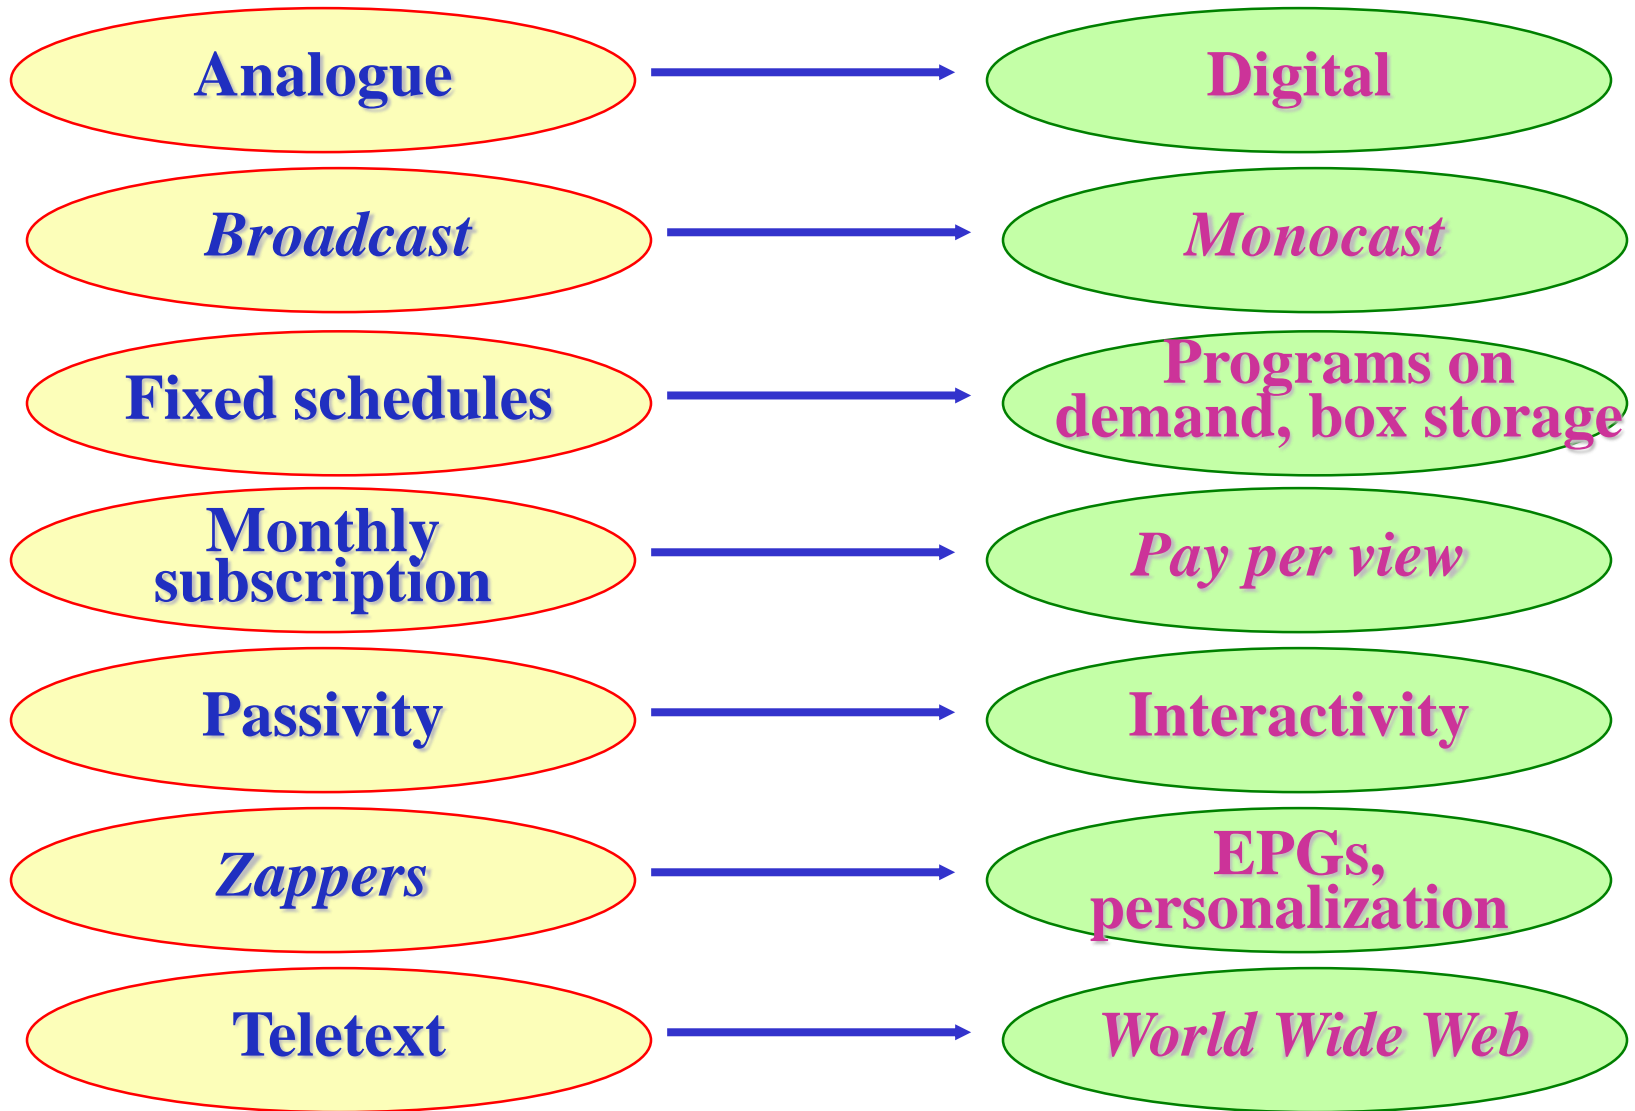 Analogue
Digital
Broadcast
Monocast
Fixed schedules
Programs on
demand, box storage
Monthly
subscription
Pay per view
Passivity
Interactivity
Zappers
EPGs,
personalization
Teletext
World Wide Web